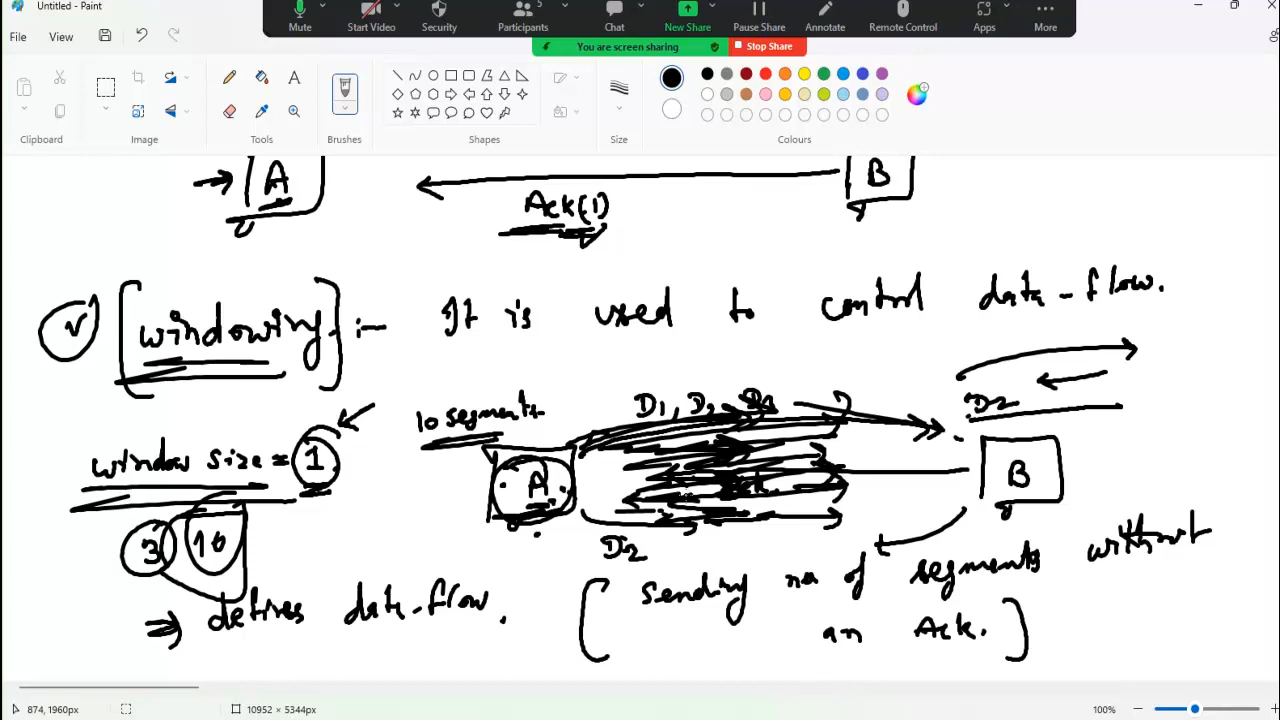 Untitled - Paint
5
Mute Start Video Security Participants Chat New Share Pause Share Annotate Remote Control Apps More
File View
You are screen sharing Stop Share
Clipboard Image Tools Brushes Shapes Size Colours
A B
Ack(1)
windowing :- It is used to control data-flow.
D2
10 segments D1, D2
window size = 1
A B
3 10
D2
Sending no of segments without
=> defines data-flow.
an Ack.
874, 1960px 10952 × 5344px 100%